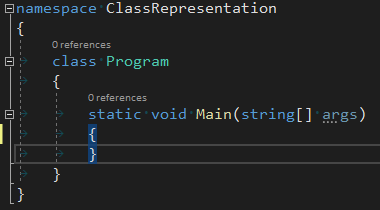 namespace ClassRepresentation
{
0 references
class Program
{
0 references
static void Main(string[] args)
{
}
}
}